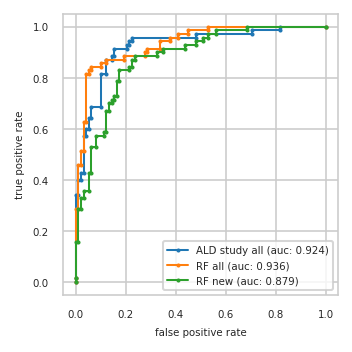 1.0
0.8
0.6
0.4
0.2
0.0
true positive rate
ALD study all (auc: 0.924)
RF all (auc: 0.936)
RF new (auc: 0.879)
0.0 0.2 0.4 0.6 0.8 1.0
false positive rate